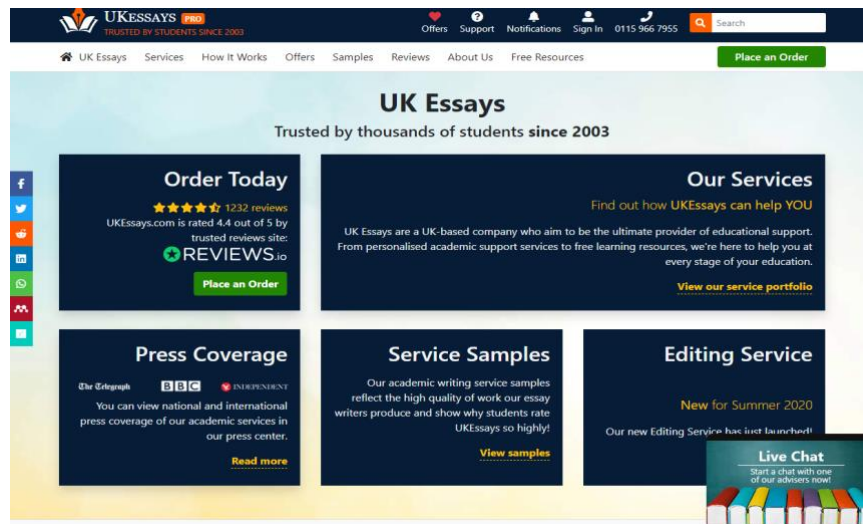 UKESSAYS PRO
TRUSTED BY STUDENTS SINCE 2003
Offers
Support
Notifications
Sign In
0115 966 7955
Search
UK Essays
Services
How It Works
Offers
Samples
Reviews
About Us
Free Resources
Place an Order
UK Essays
Trusted by thousands of students since 2003
Order Today
1232 reviews
UKEssays.com is rated 4.4 out of 5 by
trusted reviews site:
REVIEWS.io
Place an Order
Our Services
Find out how UKEssays can help YOU
UK Essays are a UK-based company who aim to be the ultimate provider of educational support.
From personalised academic support services to free learning resources, we're here to help you at
every stage of your education.
View our service portfolio
Press Coverage
The Telegraph
BBC
INDEPENDENT
You can view national and international
press coverage of our academic services in
our press center.
Read more
Service Samples
Our academic writing service samples
reflect the high quality of work our essay
writers produce and show why students rate
UKEssays so highly!
View samples
Editing Service
New for Summer 2020
Our new Editing Service has just launched!
Live Chat
Start a chat with one
of our advisers now!